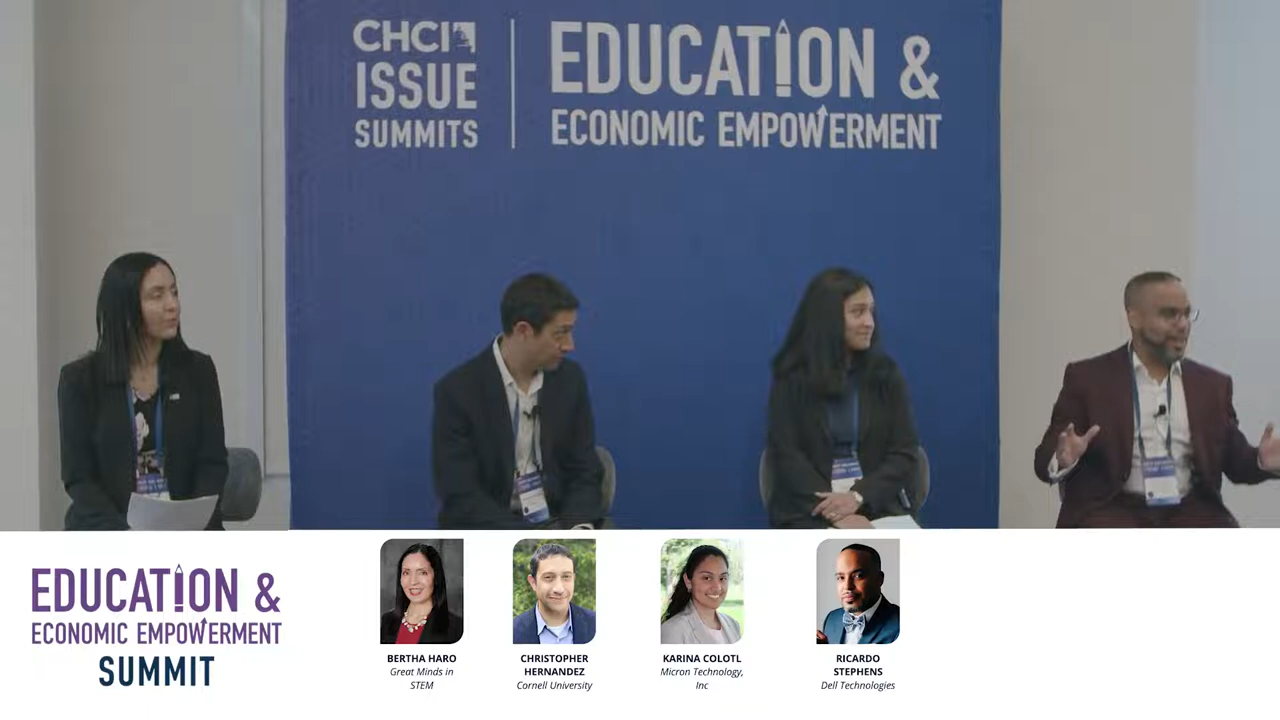 CHCI
ISSUE
SUMMITS
EDUCATION &
ECONOMIC EMPOWERMENT
EDUCATION &
ECONOMIC EMPOWERMENT
SUMMIT
BERTHA HARO
Great Minds in
STEM
CHRISTOPHER
HERNANDEZ
Cornell University
KARINA COLOTL
Micron Technology,
Inc
RICARDO
STEPHENS
Dell Technologies